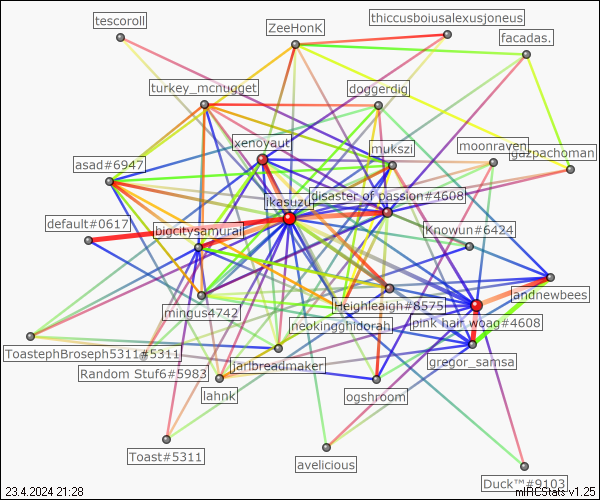 thiccusboiusalexusjoneus
tescoroll
ZeeHonK
facadas.
turkey_mcnugget
doggerdig
xenoyaut
mukszi
moonraven
gazpachoman
asad#6947
ikasuzu
disaster of passion#4608
default#0617
bigcitysamurai
Knowun#6424
mingus4742
Heighleaigh#8575
andnewbees
neokingghidorah
pink hair woag#4608
ToastephBroseph5311#5311
Random Stuf6#5983
jarlbreadmaker
gregor_samsa
lahnk
ogshroom
Toast#5311
avelicious
Duck™#9103
23.4.2024 21:28
mIRCStats v1.25